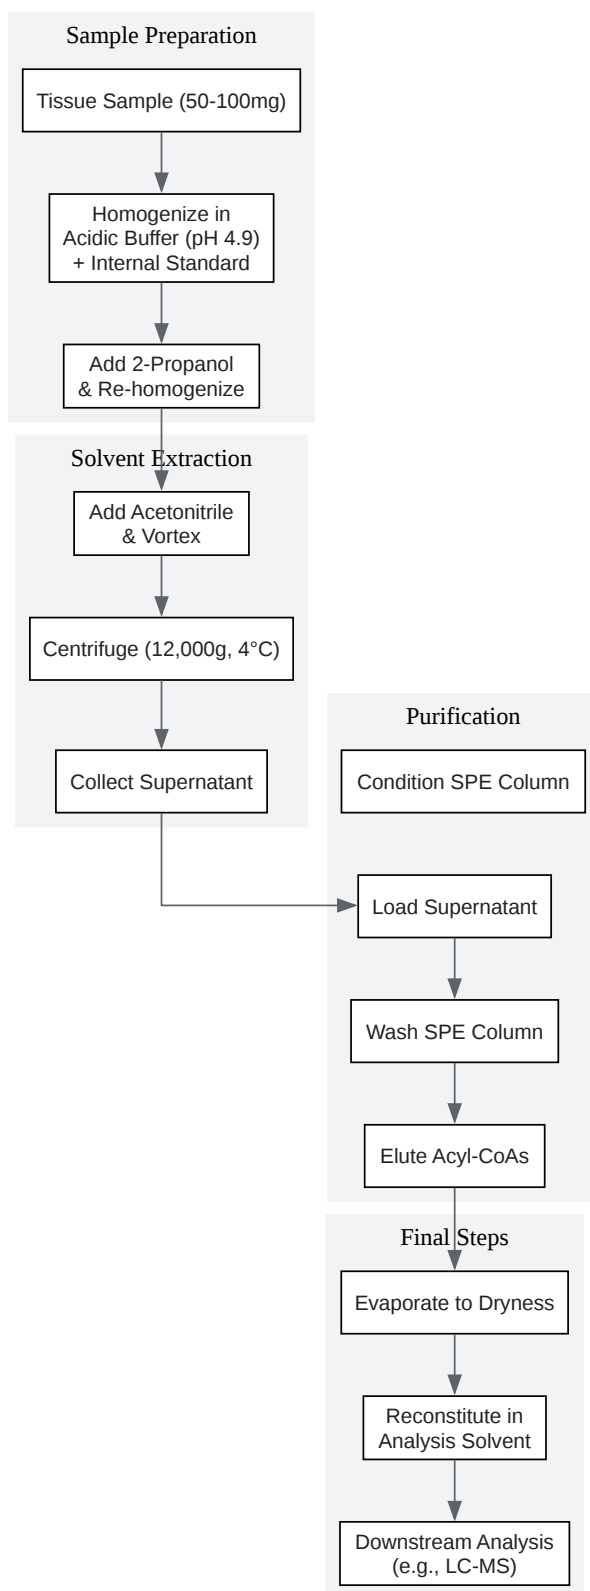 Sample Preparation
Tissue Sample (50-100mg)
Homogenize in
Acidic Buffer (pH 4.9)
+ Internal Standard
Add 2-Propanol
& Re-homogenize
Solvent Extraction
Add Acetonitrile
& Vortex
Centrifuge (12,000g, 4°C)
Collect Supernatant
Purification
Condition SPE Column
Load Supernatant
Wash SPE Column
Elute Acyl-CoAs
Final Steps
Evaporate to Dryness
Reconstitute in
Analysis Solvent
Downstream Analysis
(e.g., LC-MS)